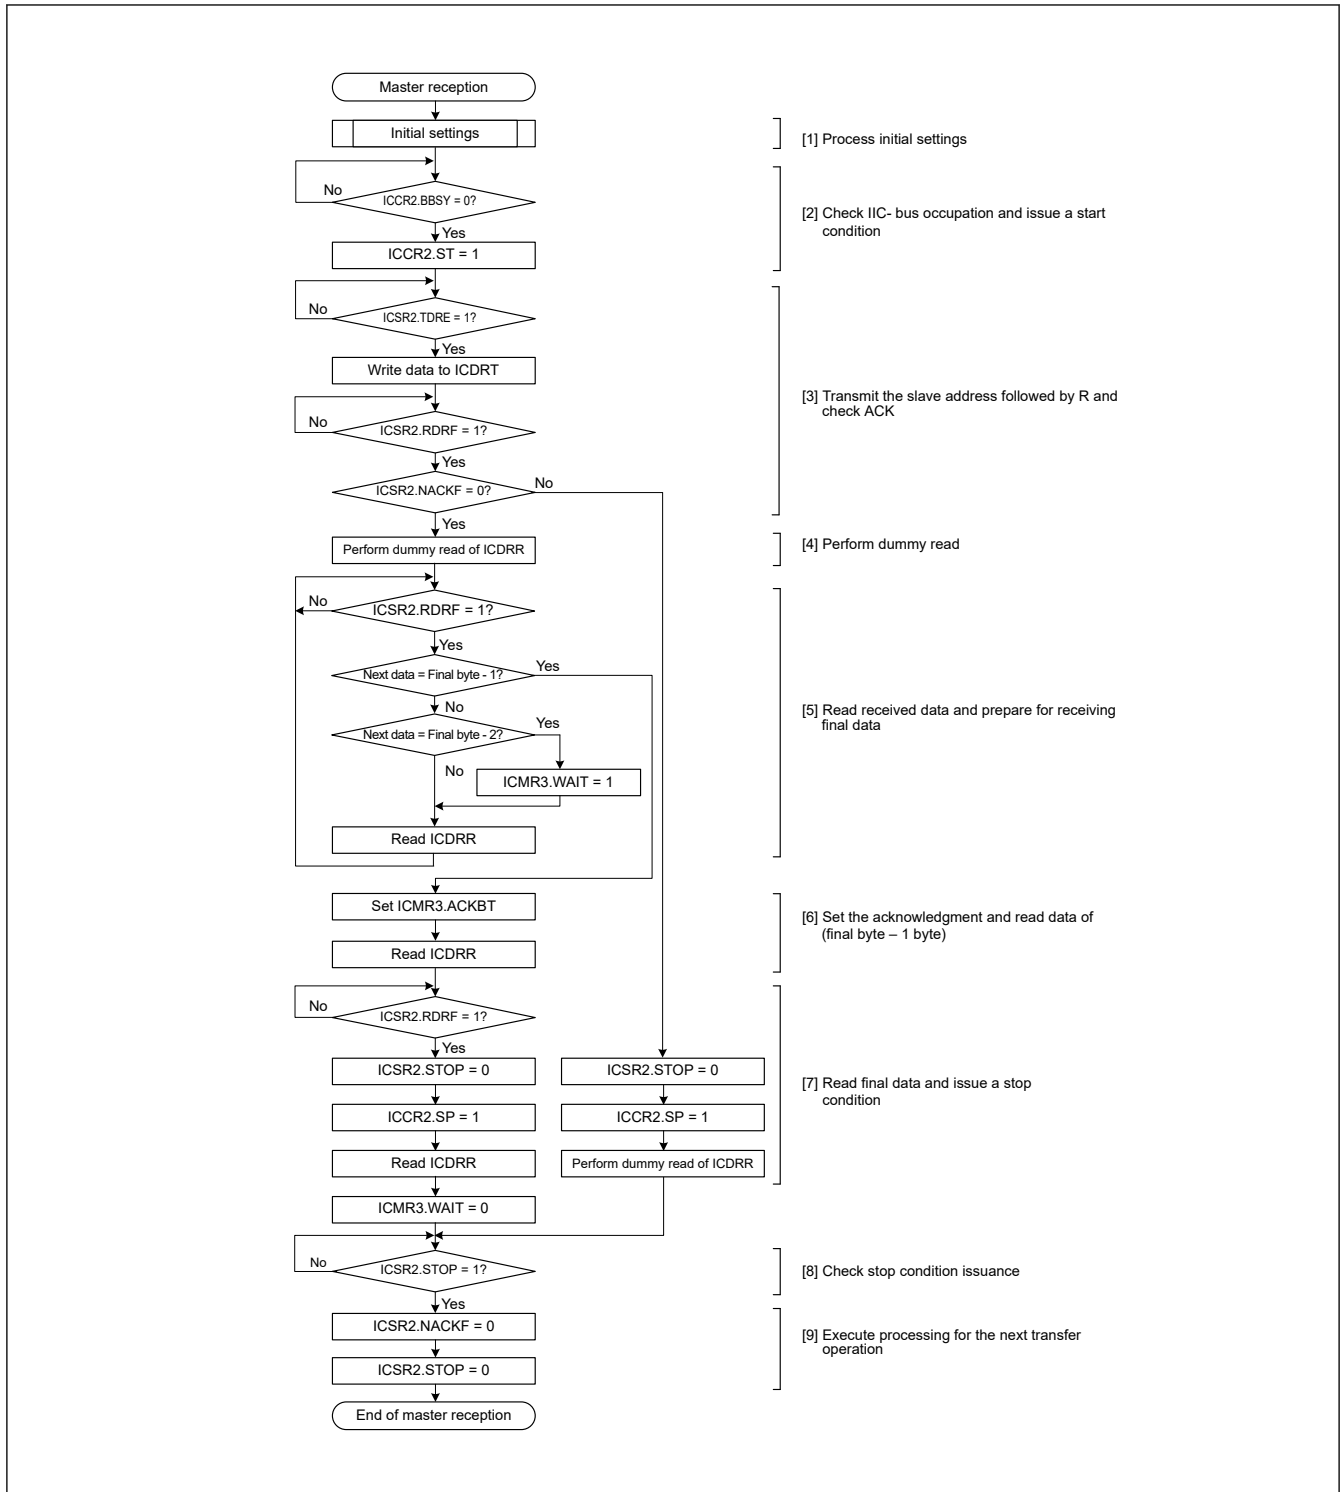 Master reception
Initial settings
[1] Process initial settings
No
ICCR2.BBSY = 0?
Yes
ICCR2.ST = 1
[2] Check IIC- bus occupation and issue a start
condition
No
ICSR2.TDRE = 1?
Yes
Write data to ICDRT
No
ICSR2.RDRF = 1?
Yes
ICSR2.NACKF = 0?
No
Yes
[3] Transmit the slave address followed by R and
check ACK
Perform dummy read of ICDRR
[4] Perform dummy read
No
ICSR2.RDRF = 1?
Yes
Next data = Final byte - 1?
Yes
No
Next data = Final byte - 2?
Yes
No
ICMR3.WAIT = 1
Read ICDRR
[5] Read received data and prepare for receiving
final data
Set ICMR3.ACKBT
Read ICDRR
[6] Set the acknowledgment and read data of
(final byte – 1 byte)
No
ICSR2.RDRF = 1?
Yes
ICSR2.STOP = 0
ICSR2.STOP = 0
ICCR2.SP = 1
ICCR2.SP = 1
Read ICDRR
Perform dummy read of ICDRR
[7] Read final data and issue a stop
condition
ICMR3.WAIT = 0
No
ICSR2.STOP = 1?
Yes
[8] Check stop condition issuance
ICSR2.NACKF = 0
ICSR2.STOP = 0
[9] Execute processing for the next transfer
operation
End of master reception